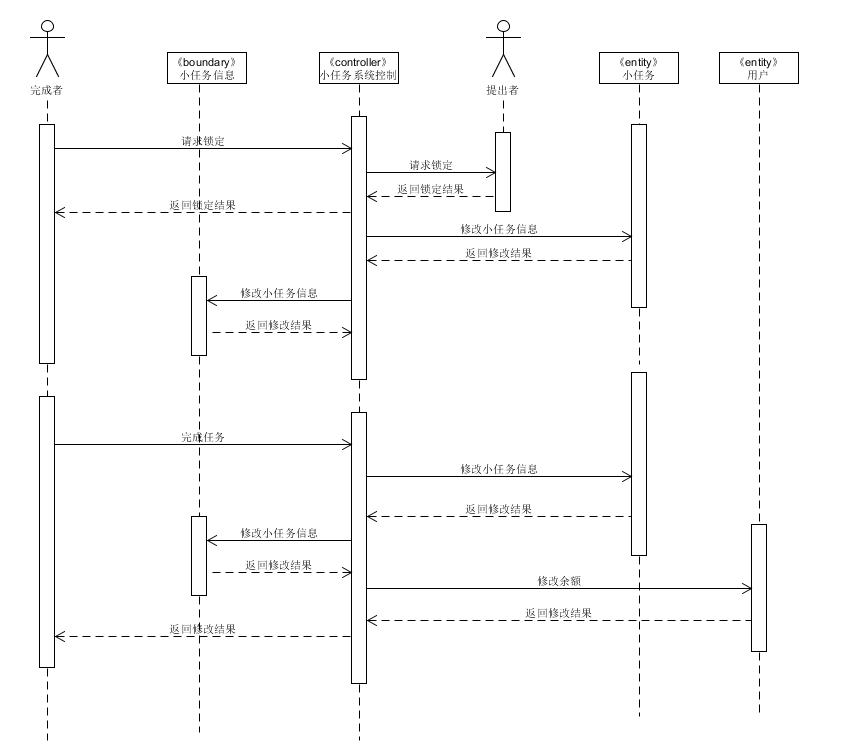 完成者
《boundary》
小任务信息
《controller》
小任务系统控制
提出者
《entity》
小任务
《entity》
用户
请求锁定
请求锁定
返回锁定结果
返回锁定结果
修改小任务信息
返回修改结果
修改小任务信息
返回修改结果
完成任务
修改小任务信息
返回修改结果
修改小任务信息
返回修改结果
修改余额
返回修改结果
返回修改结果